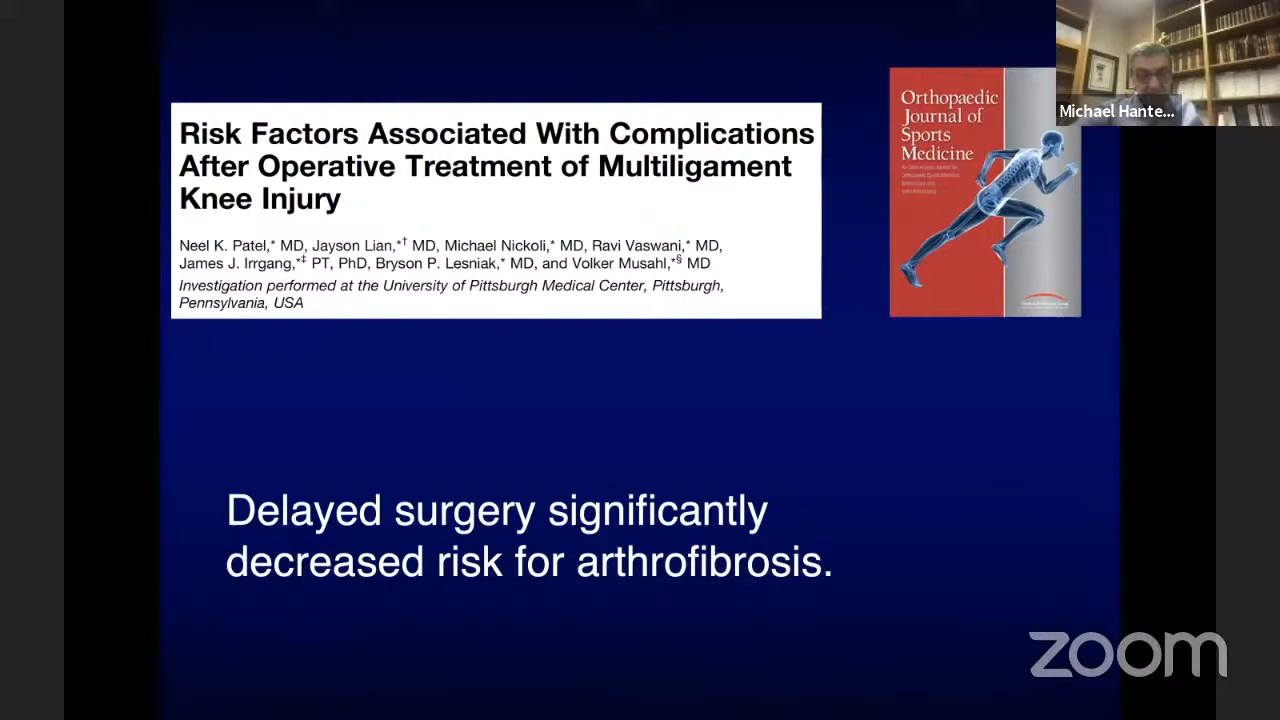 Risk Factors Associated With Complications
After Operative Treatment of Multiligament
Knee Injury
Neel K. Patel,* MD, Jayson Lian,*† MD, Michael Nickoli,* MD, Ravi Vaswani,* MD,
James J. Irrgang,*‡ PT, PhD, Bryson P. Lesniak,* MD, and Volker Musahl,*§ MD
Investigation performed at the University of Pittsburgh Medical Center, Pittsburgh,
Pennsylvania, USA
Orthopaedic
Journal of
Sports
Medicine
Michael Hante...
Delayed surgery significantly
decreased risk for arthrofibrosis.
zoom